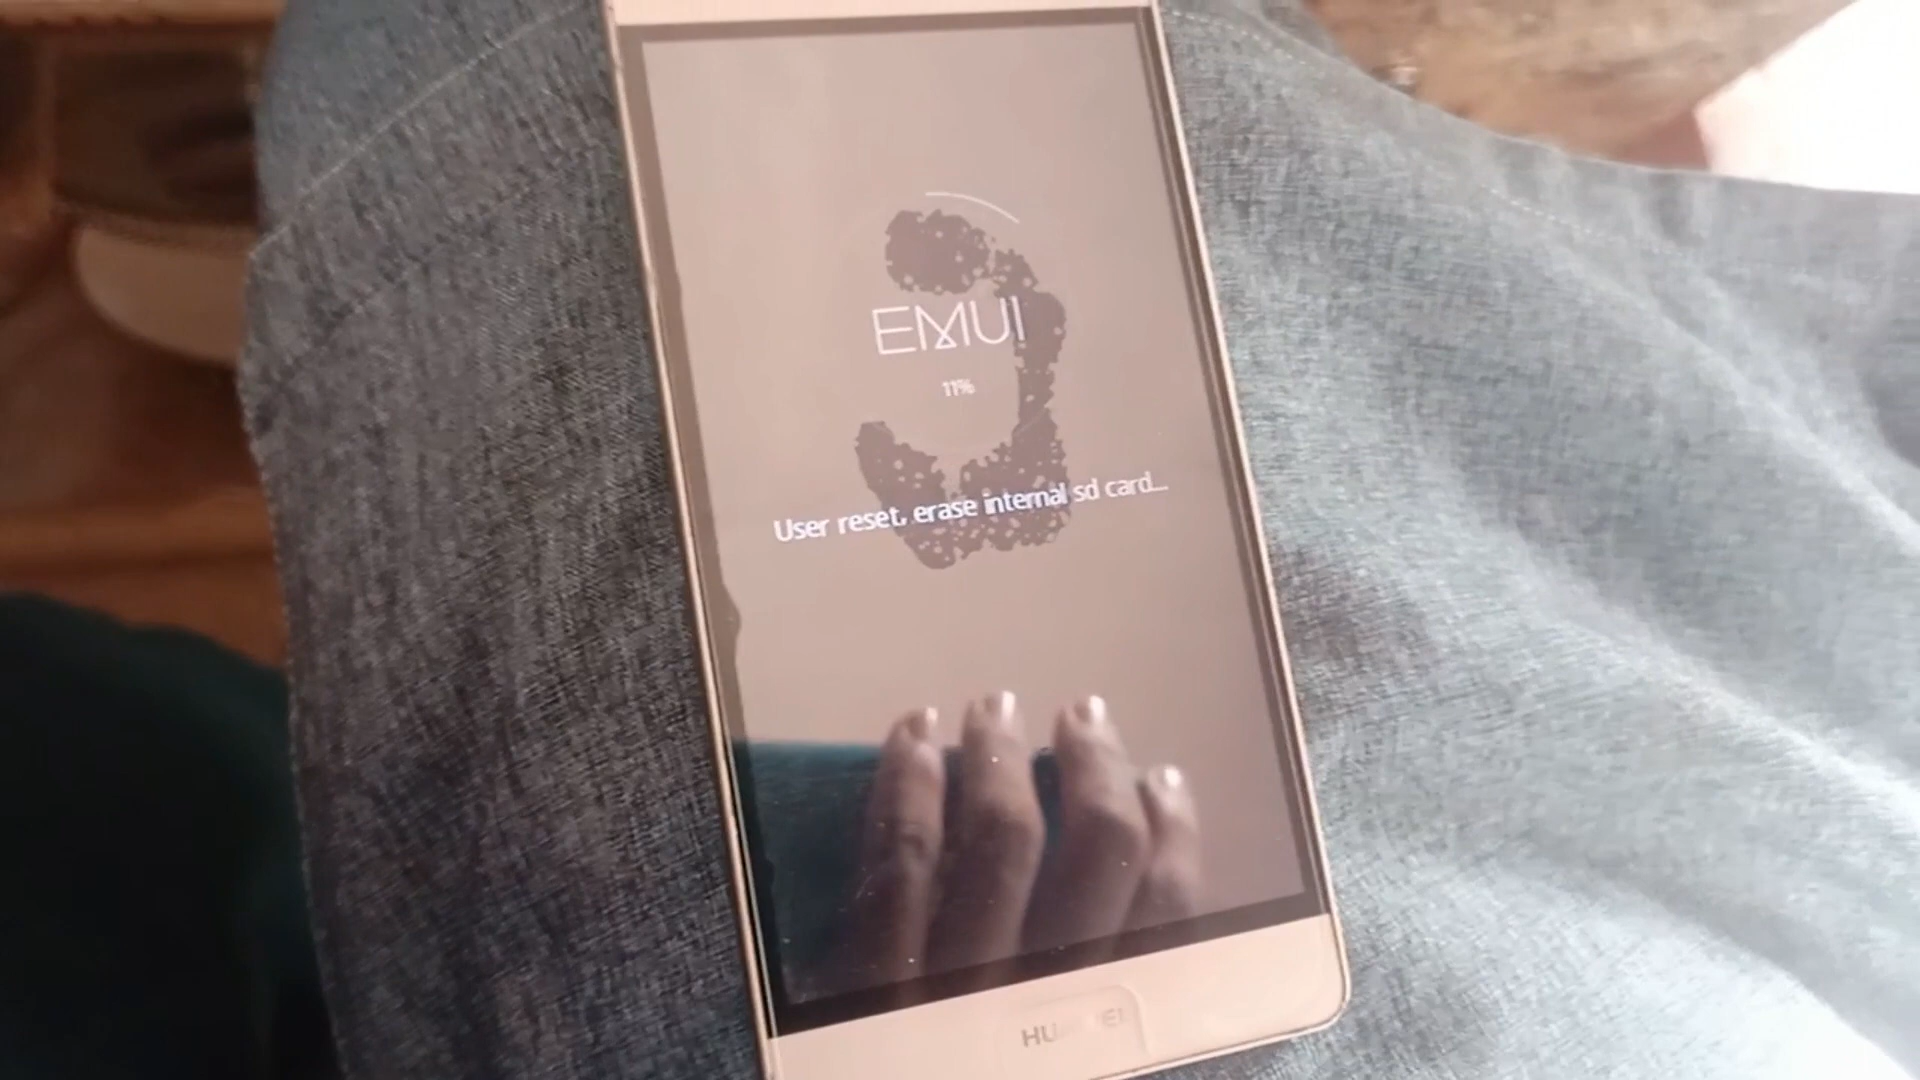 EMUI
11%
User reset, erase internal sd card...
HUAWEI